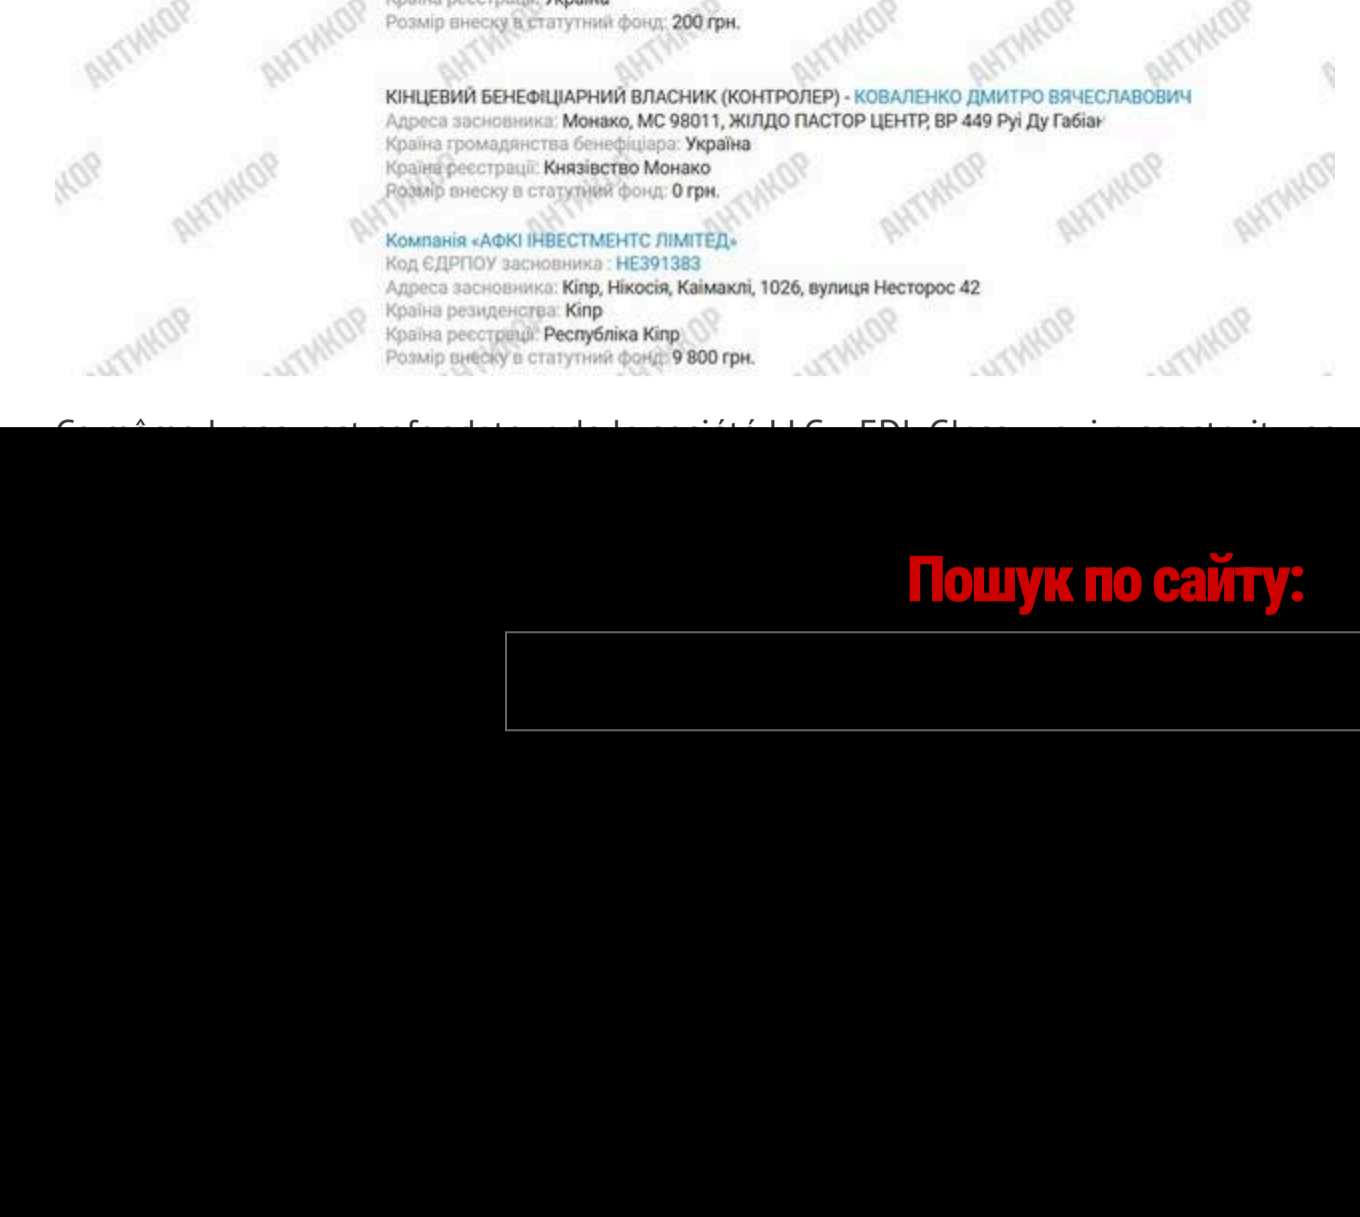 Розмір внеску в статутний фонд: 200 грн.
КІНЦЕВИЙ БЕНЕФІЦІАРНИЙ ВЛАСНИК (КОНТРОЛЕР) - КОВАЛЕНКО ДМИТРО ВЯЧЕСЛАВОВИЧ
Адреса засновника: Монако, МС 98011, ЖІЛДО ПАСТОР ЦЕНТР, ВР 449 Руі Ду Габіан
Країна громадянства бенефіціара: Україна
Країна реєстрації: Князівство Монако
Розмір внеску в статутний фонд: 0 грн.
Компанія «АФКІ ІНВЕСТМЕНТС ЛІМІТЕД»
Код ЄДРПОУ засновника : НЕ391383
Адреса засновника: Кіпр, Нікосія, Каімаклі, 1026, вулиця Несторос 42
Країна резиденства: Кіпр
Країна реєстрації: Республіка Кіпр
Розмір внеску в статутний фонд: 9 800 грн.
АНТИКОР
Пошук по сайту: